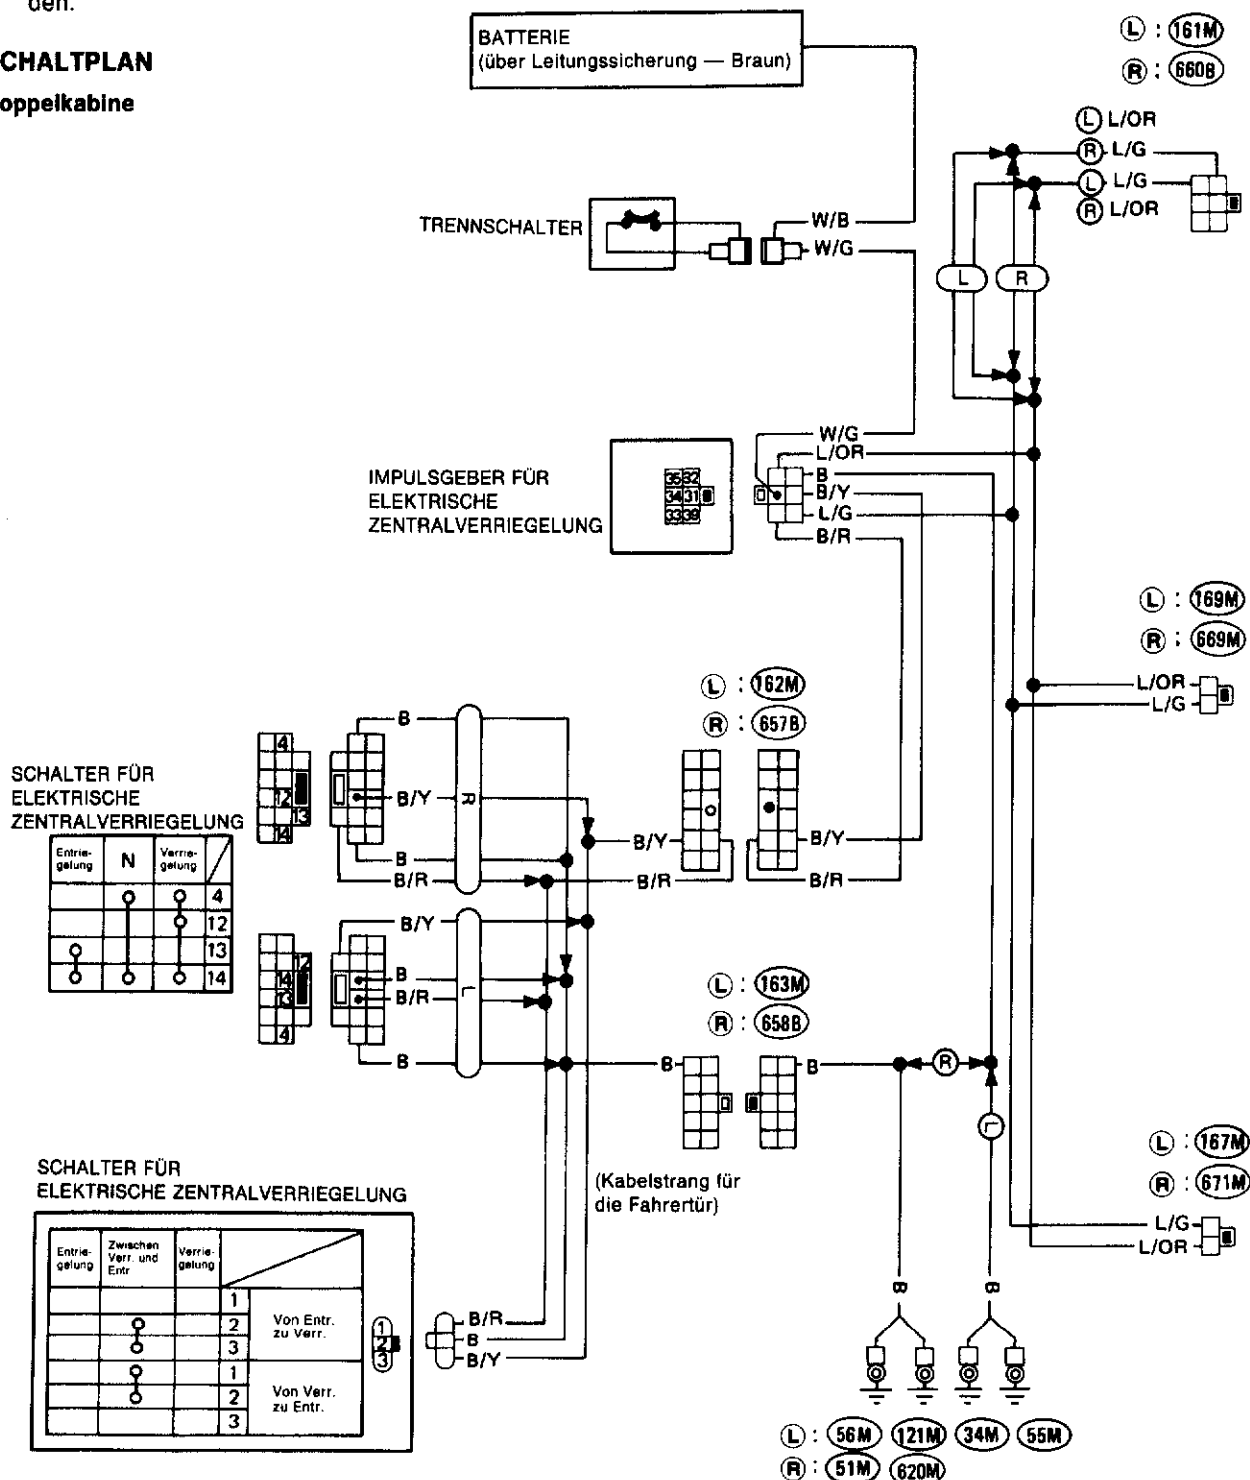 den.
CHALTPLAN
oppelkabine
BATTERIE
(über Leitungssicherung — Braun)
L : 161M
R : 660B
L L/OR
R L/G
L L/G
R L/OR
TRENNSCHALTER
W/B
W/G
L
R
IMPULSGEBER FÜR
ELEKTRISCHE
ZENTRALVERRIEGELUNG
35 32
34 31
33 39
W/G
L/OR
B
B/Y
L/G
B/R
L : 169M
R : 669M
L/OR
L/G
L : 162M
R : 657B
SCHALTER FÜR
ELEKTRISCHE
ZENTRALVERRIEGELUNG
Entrie-
gelung
N
Verrie-
gelung
4
12
13
14
4
12
13
14
B
B/Y
R
B
B/R
B/Y
B/R
B/Y
B/R
12
14
13
4
B/Y
B
B/R
L
B
L : 163M
R : 658B
B
B
R
L
(Kabelstrang für
die Fahrertür)
L : 167M
R : 671M
L/G
L/OR
SCHALTER FÜR
ELEKTRISCHE ZENTRALVERRIEGELUNG
Entrie-
gelung
Zwischen
Verr. und
Entr
Verrie-
gelung
1
2
3
Von Entr.
zu Verr.
1
2
3
Von Verr.
zu Entr.
1
2
3
B/R
B
B/Y
B
B
L : 56M 121M 34M 55M
R : 51M 620M